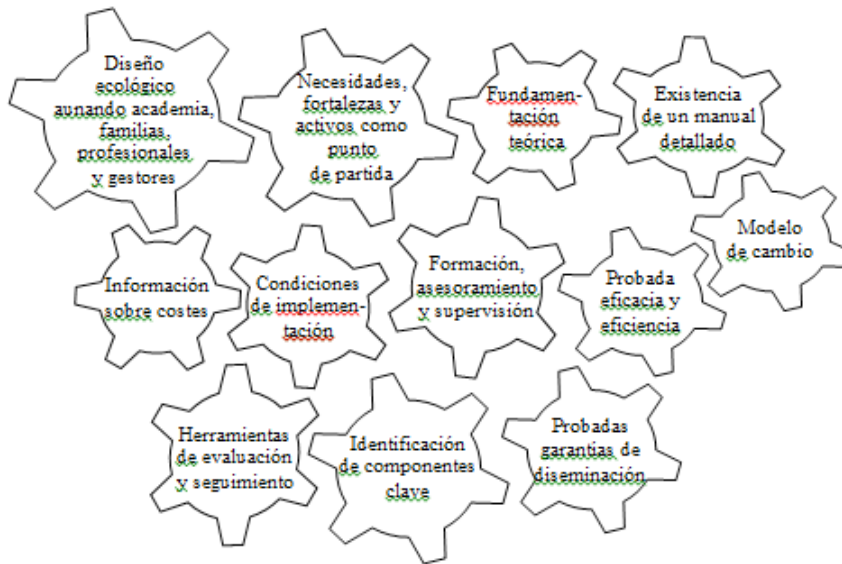 Diseño
ecológico
aunando academia,
familias,
profesionales
y gestores
Necesidades,
fortalezas y
activos como
punto
de partida
Fundamen-
tación
teórica
Existencia
de un manual
detallado
Modelo
de cambio
Información
sobre costes
Condiciones
de implemen-
tación
Formación,
asesoramiento
y supervisión
Probada
eficacia y
eficiencia
Herramientas
de evaluación
y seguimiento
Identificación
de componentes
clave
Probadas
garantías de
diseminación